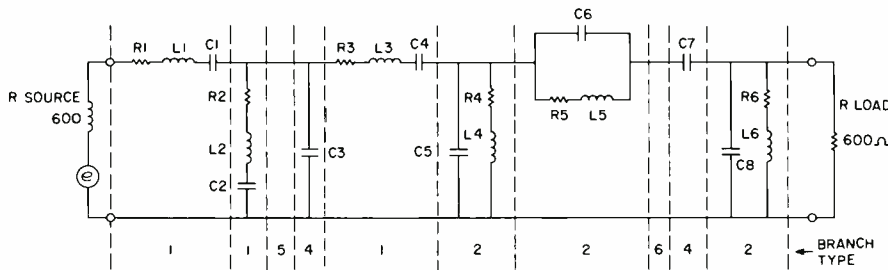 C6
R1 L1 C1 R3 L3 C4 C7
R SOURCE
600
R2
L2
C2
C3
C5
R4
L4
R5 L5
R6
L6
C8
R LOAD
600Ω
e
1 1 5 4 1 2 2 6 4 2
BRANCH
TYPE